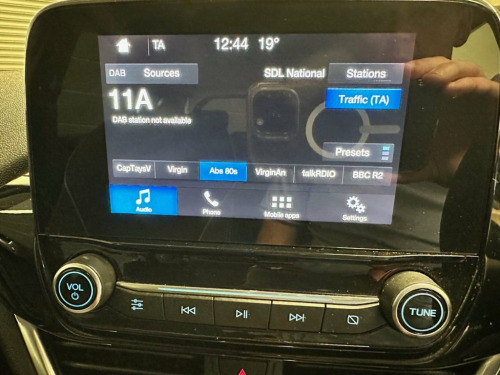 TA 12:44 19°
DAB Sources SDL National Stations
11A Traffic (TA)
DAB station not available
Presets
CapTaysV Virgin Abs 80s VirginAn talkRDIO BBC R2
Audio Phone Mobile apps Settings
VOL TUNE